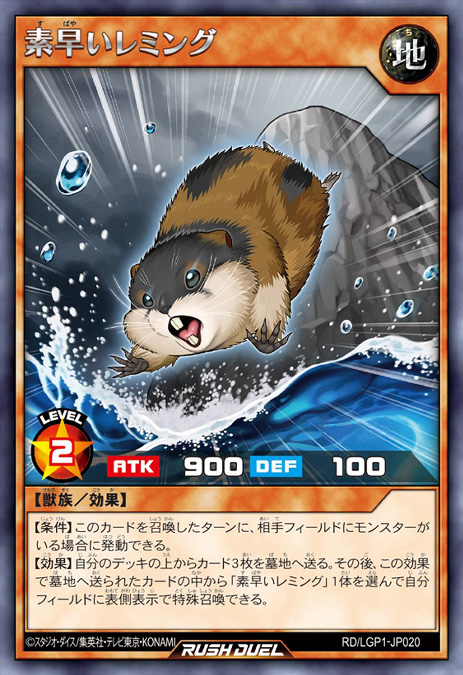 素早いレミング
地
LEVEL
2
ATK 900 DEF 100
【獣族／効果】
【条件】このカードを召喚したターンに、相手フィールドにモンスターが
いる場合に発動できる。
【効果】自分のデッキの上からカード3枚を墓地へ送る。その後、この効果
で墓地へ送られたカードの中から「素早いレミング」1体を選んで自分
フィールドに表側表示で特殊召喚できる。
©スタジオ・ダイス/集英社・テレビ東京・KONAMI
RUSH DUEL
RD/LGP1-JP020